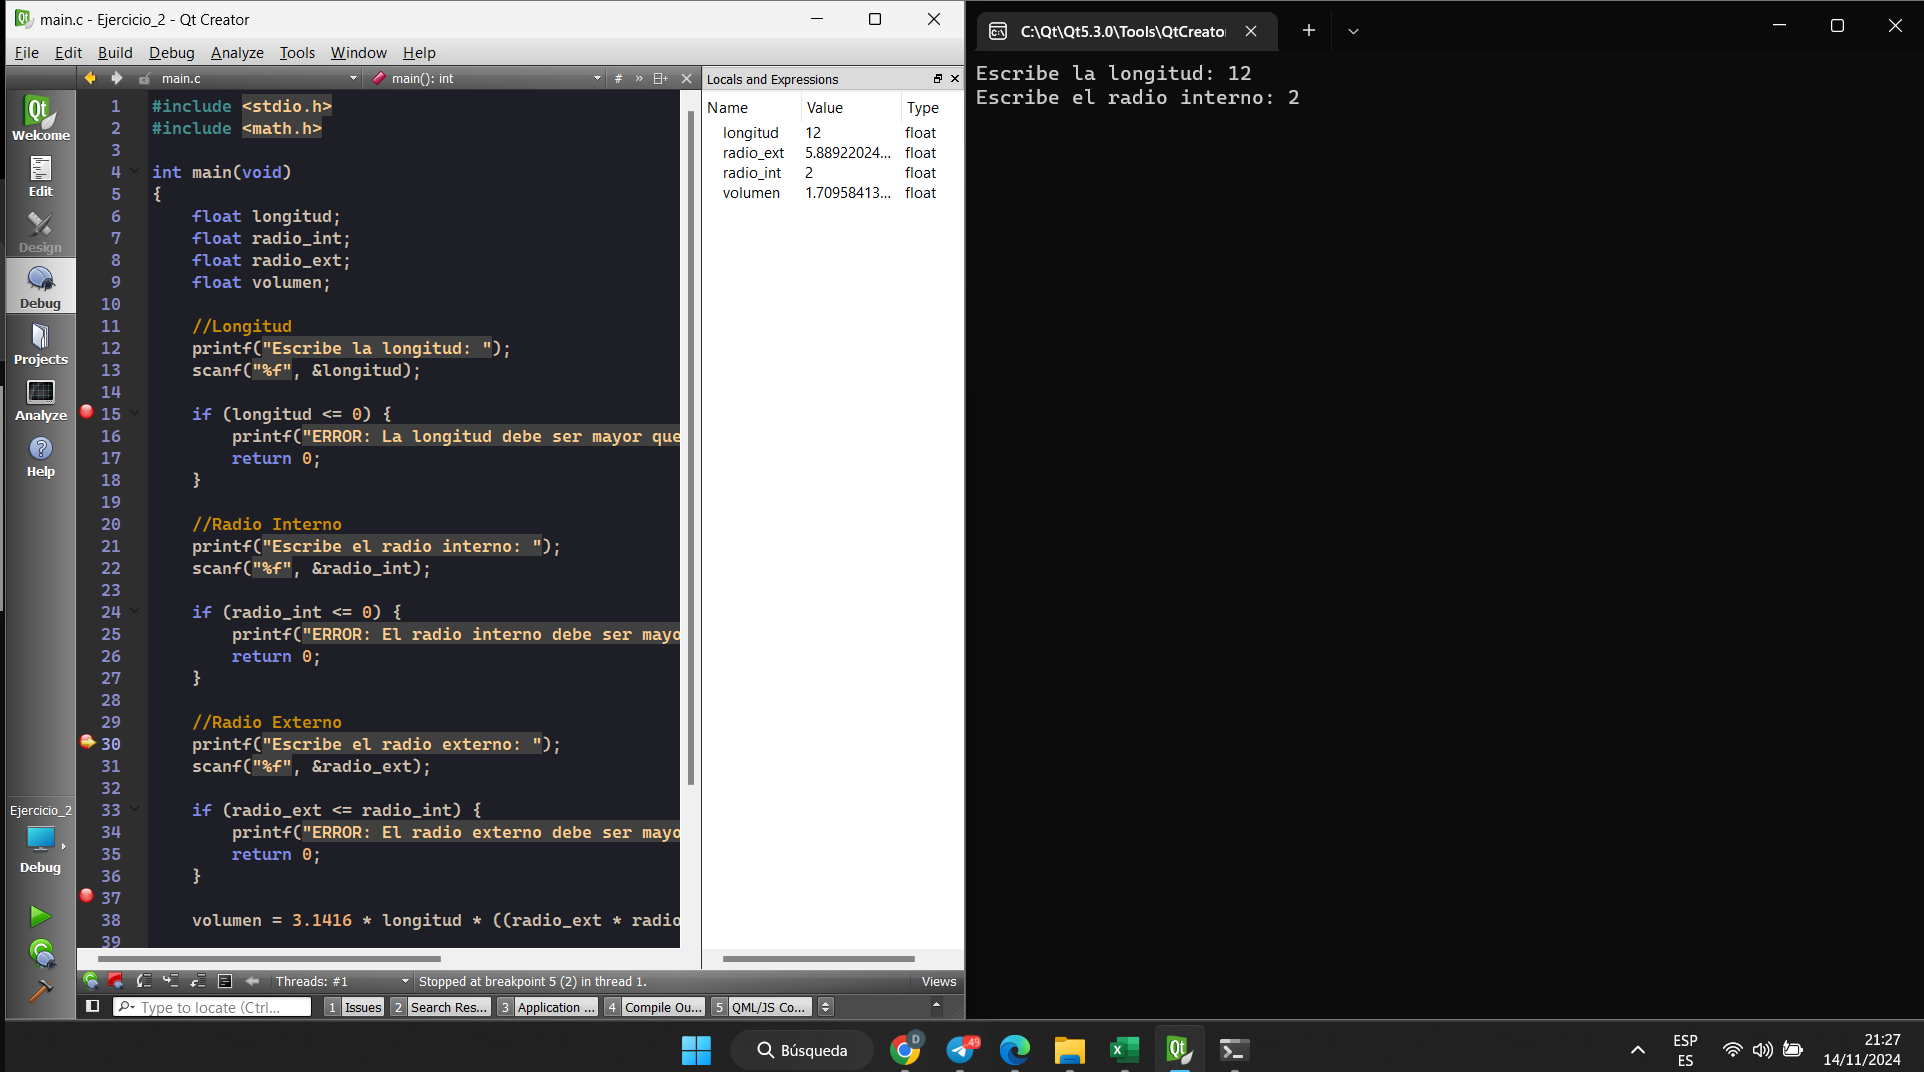 main.c - Ejercicio_2 - Qt Creator
File Edit Build Debug Analyze Tools Window Help
main.c
main(): int
# »
Welcome
Edit
Design
Debug
Projects
Analyze
Help
Ejercicio_2
Debug
1 #include <stdio.h>
2 #include <math.h>
3
4 int main(void)
5 {
6 float longitud;
7 float radio_int;
8 float radio_ext;
9 float volumen;
10
11 //Longitud
12 printf("Escribe la longitud: ");
13 scanf("%f", &longitud);
14
15 if (longitud <= 0) {
16 printf("ERROR: La longitud debe ser mayor que
17 return 0;
18 }
19
20 //Radio Interno
21 printf("Escribe el radio interno: ");
22 scanf("%f", &radio_int);
23
24 if (radio_int <= 0) {
25 printf("ERROR: El radio interno debe ser mayo
26 return 0;
27 }
28
29 //Radio Externo
30 printf("Escribe el radio externo: ");
31 scanf("%f", &radio_ext);
32
33 if (radio_ext <= radio_int) {
34 printf("ERROR: El radio externo debe ser mayo
35 return 0;
36 }
37
38 volumen = 3.1416 * longitud * ((radio_ext * radio
39
Locals and Expressions
Name Value Type
longitud 12 float
radio_ext 5.88922024... float
radio_int 2 float
volumen 1.70958413... float
Threads: #1
Stopped at breakpoint 5 (2) in thread 1.
Views
Type to locate (Ctrl...
1 Issues
2 Search Res...
3 Application ...
4 Compile Ou...
5 QML/JS Co...
C:\Qt\Qt5.3.0\Tools\QtCreato
Escribe la longitud: 12
Escribe el radio interno: 2
Búsqueda
D
49
ESP
ES
21:27
14/11/2024